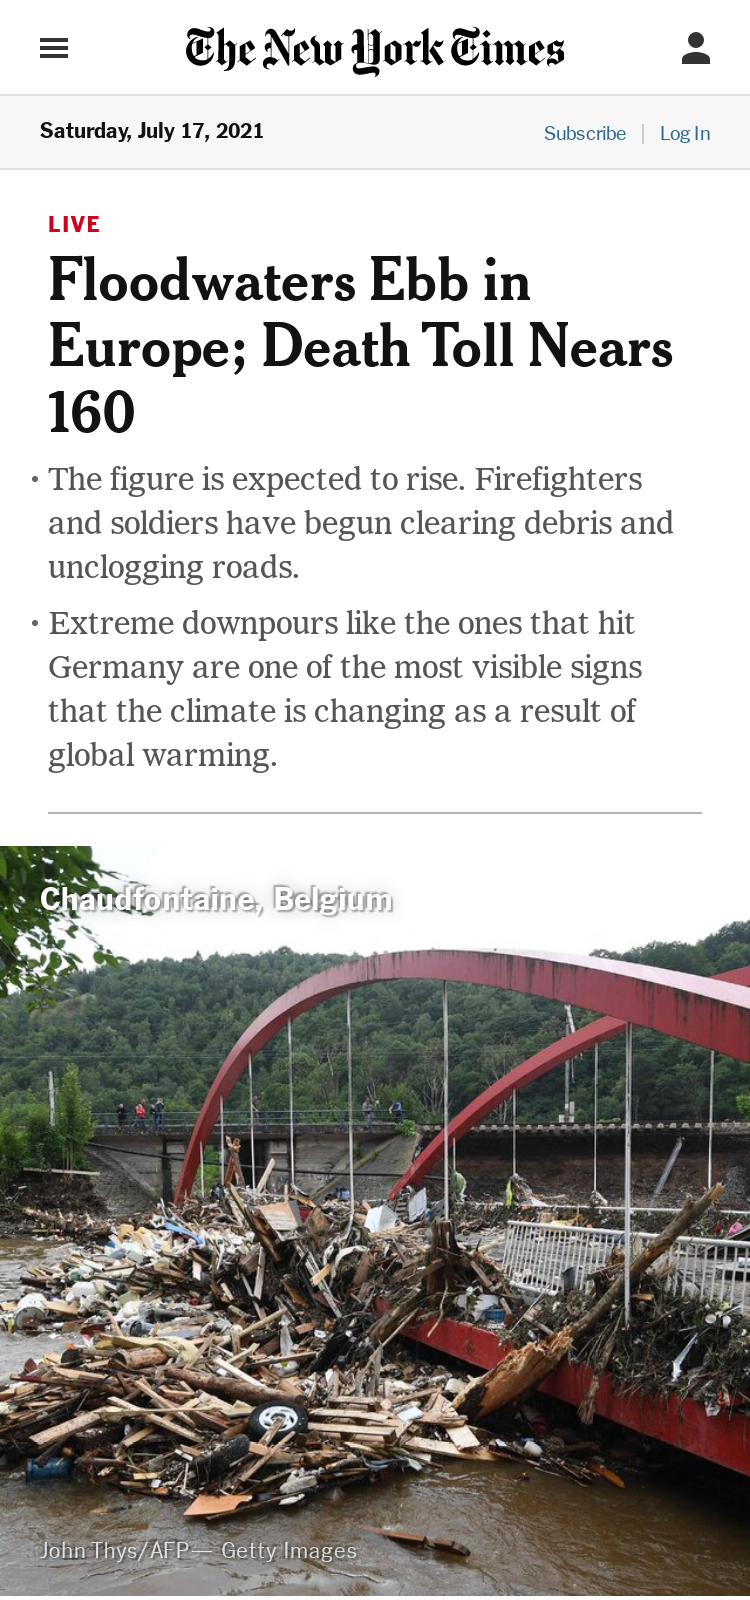 The New York Times
Saturday, July 17, 2021
Subscribe | Log In
LIVE
Floodwaters Ebb in
Europe; Death Toll Nears
160
• The figure is expected to rise. Firefighters
and soldiers have begun clearing debris and
unclogging roads.
• Extreme downpours like the ones that hit
Germany are one of the most visible signs
that the climate is changing as a result of
global warming.
Chaudfontaine, Belgium
John Thys/AFP— Getty Images